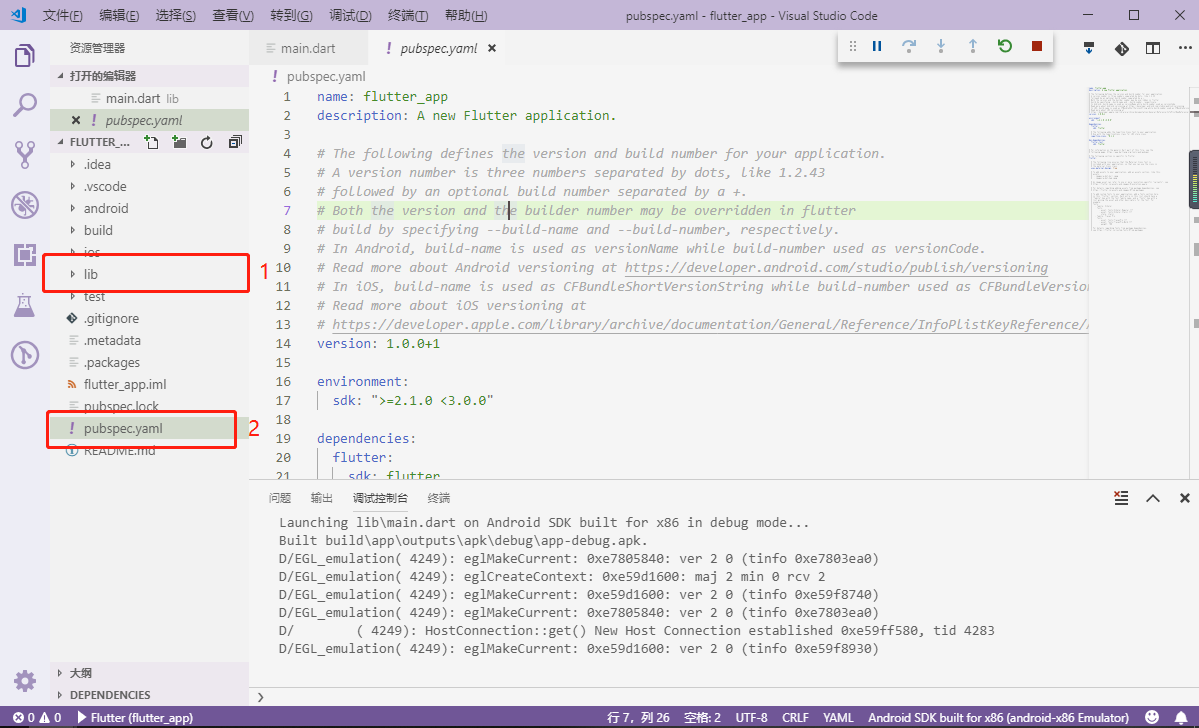 文件(F) 编辑(E) 选择(S) 查看(V) 转到(G) 调试(D) 终端(T) 帮助(H) pubspec.yaml - flutter_app - Visual Studio Code
资源管理器
打开的编辑器
main.dart lib
pubspec.yaml
FLUTTER_...
.idea
.vscode
android
build
ios
lib
1
test
.gitignore
.metadata
.packages
flutter_app.iml
pubspec.lock
pubspec.yaml
2
README.md
大纲
DEPENDENCIES
main.dart
pubspec.yaml
pubspec.yaml
1 name: flutter_app
2 description: A new Flutter application.
3
4 # The following defines the version and build number for your application.
5 # A version number is three numbers separated by dots, like 1.2.43
6 # followed by an optional build number separated by a +.
7 # Both the version and the builder number may be overridden in flutter
8 # build by specifying --build-name and --build-number, respectively.
9 # In Android, build-name is used as versionName while build-number used as versionCode.
10 # Read more about Android versioning at https://developer.android.com/studio/publish/versioning
11 # In iOS, build-name is used as CFBundleShortVersionString while build-number used as CFBundleVersio
12 # Read more about iOS versioning at
13 # https://developer.apple.com/library/archive/documentation/General/Reference/InfoPlistKeyReference/
14 version: 1.0.0+1
15
16 environment:
17 sdk: ">=2.1.0 <3.0.0"
18
19 dependencies:
20 flutter:
21 sdk: flutter
问题 输出 调试控制台 终端
Launching lib\main.dart on Android SDK built for x86 in debug mode...
Built build\app\outputs\apk\debug\app-debug.apk.
D/EGL_emulation( 4249): eglMakeCurrent: 0xe7805840: ver 2 0 (tinfo 0xe7803ea0)
D/EGL_emulation( 4249): eglCreateContext: 0xe59d1600: maj 2 min 0 rcv 2
D/EGL_emulation( 4249): eglMakeCurrent: 0xe59d1600: ver 2 0 (tinfo 0xe59f8740)
D/EGL_emulation( 4249): eglMakeCurrent: 0xe7805840: ver 2 0 (tinfo 0xe7803ea0)
D/ ( 4249): HostConnection::get() New Host Connection established 0xe59ff580, tid 4283
D/EGL_emulation( 4249): eglMakeCurrent: 0xe59d1600: ver 2 0 (tinfo 0xe59f8930)
0 0 Flutter (flutter_app) 行 7，列 26 空格: 2 UTF-8 CRLF YAML Android SDK built for x86 (android-x86 Emulator)